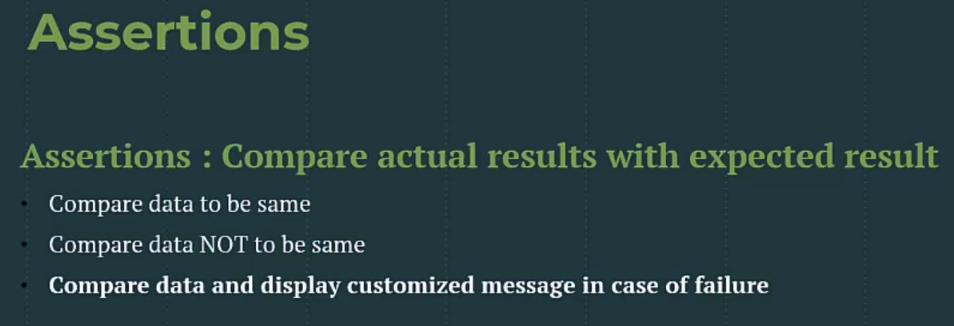 Assertions
Assertions : Compare actual results with expected result
• Compare data to be same
• Compare data NOT to be same
• Compare data and display customized message in case of failure